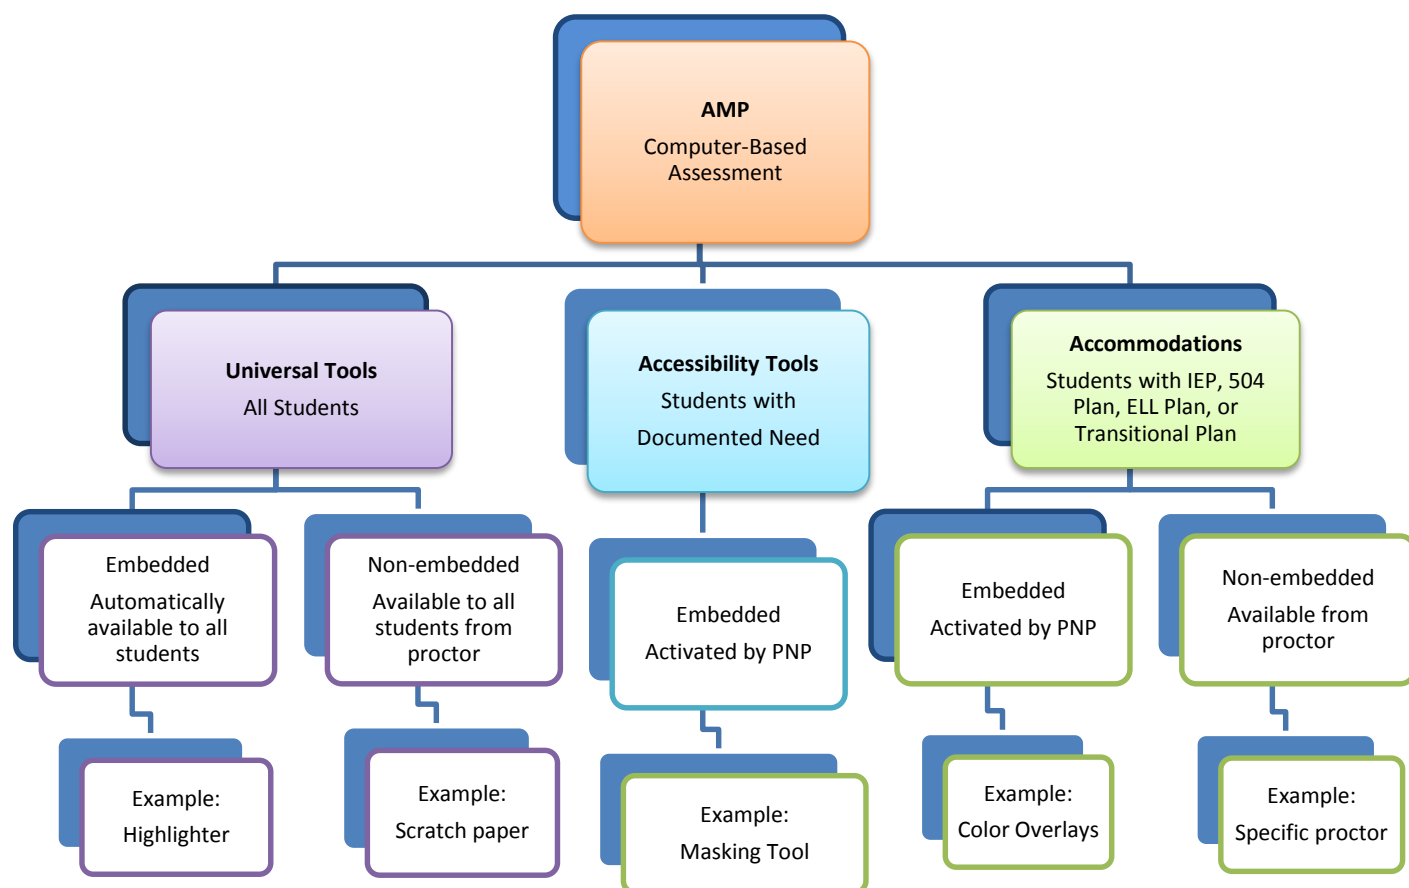 AMP
Computer-Based
Assessment
Universal Tools
All Students
Accessibility Tools
Students with
Documented Need
Accommodations
Students with IEP, 504
Plan, ELL Plan, or
Transitional Plan
Embedded
Automatically
available to all
students
Non-embedded
Available to all
students from
proctor
Embedded
Activated by PNP
Embedded
Activated by PNP
Non-embedded
Available from
proctor
Example:
Highlighter
Example:
Scratch paper
Example:
Masking Tool
Example:
Color Overlays
Example:
Specific proctor